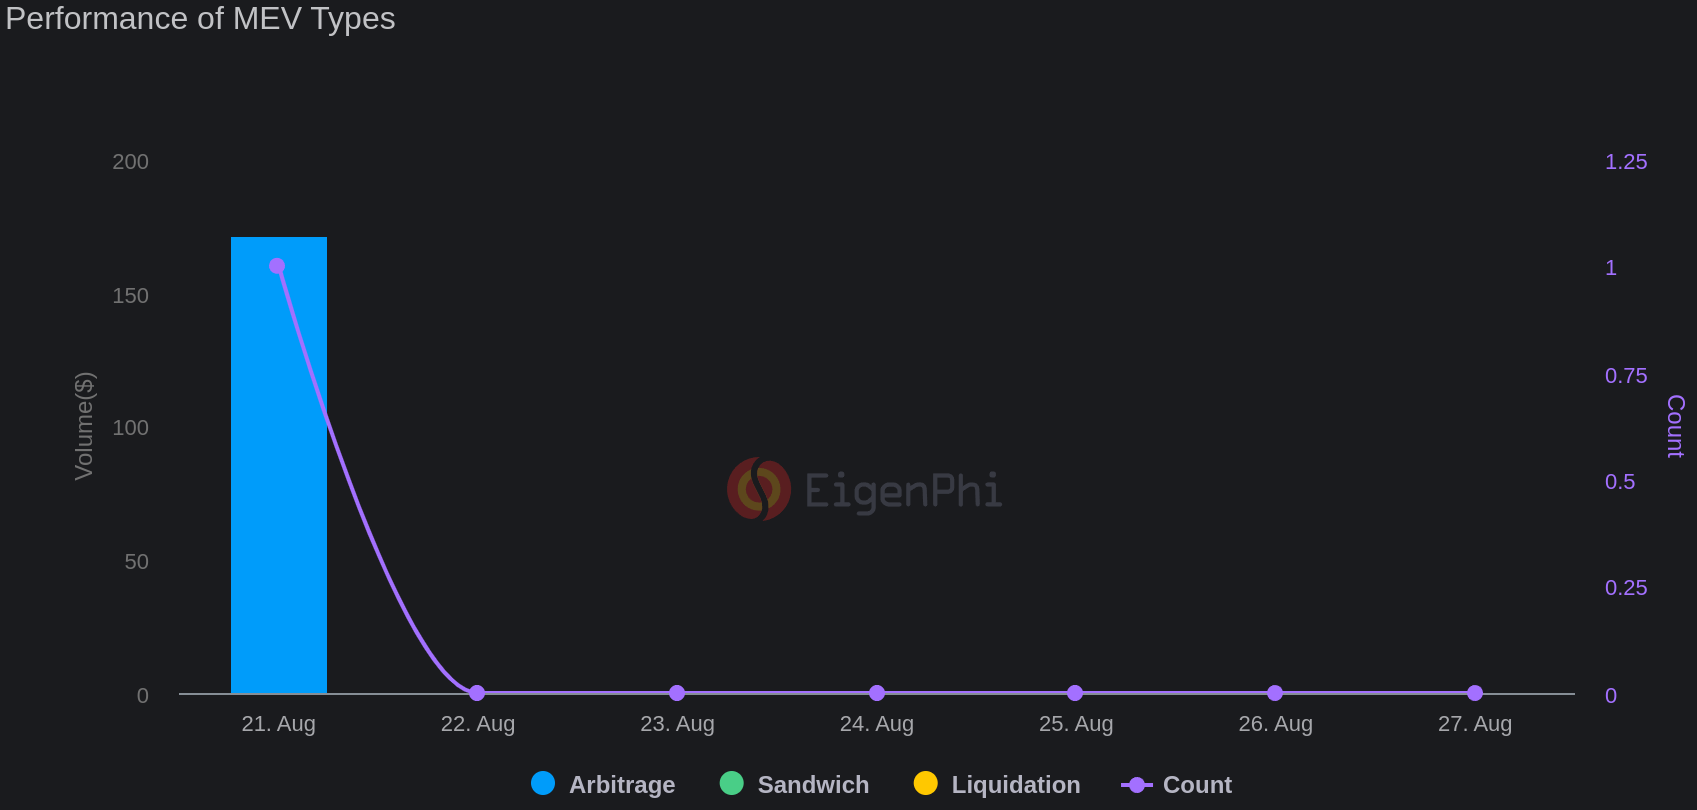 Performance of MEV Types
200
150
100
50
0
Volume($)
1.25
1
0.75
0.5
0.25
0
Count
EigenPhi
21. Aug 22. Aug 23. Aug 24. Aug 25. Aug 26. Aug 27. Aug
Arbitrage Sandwich Liquidation Count